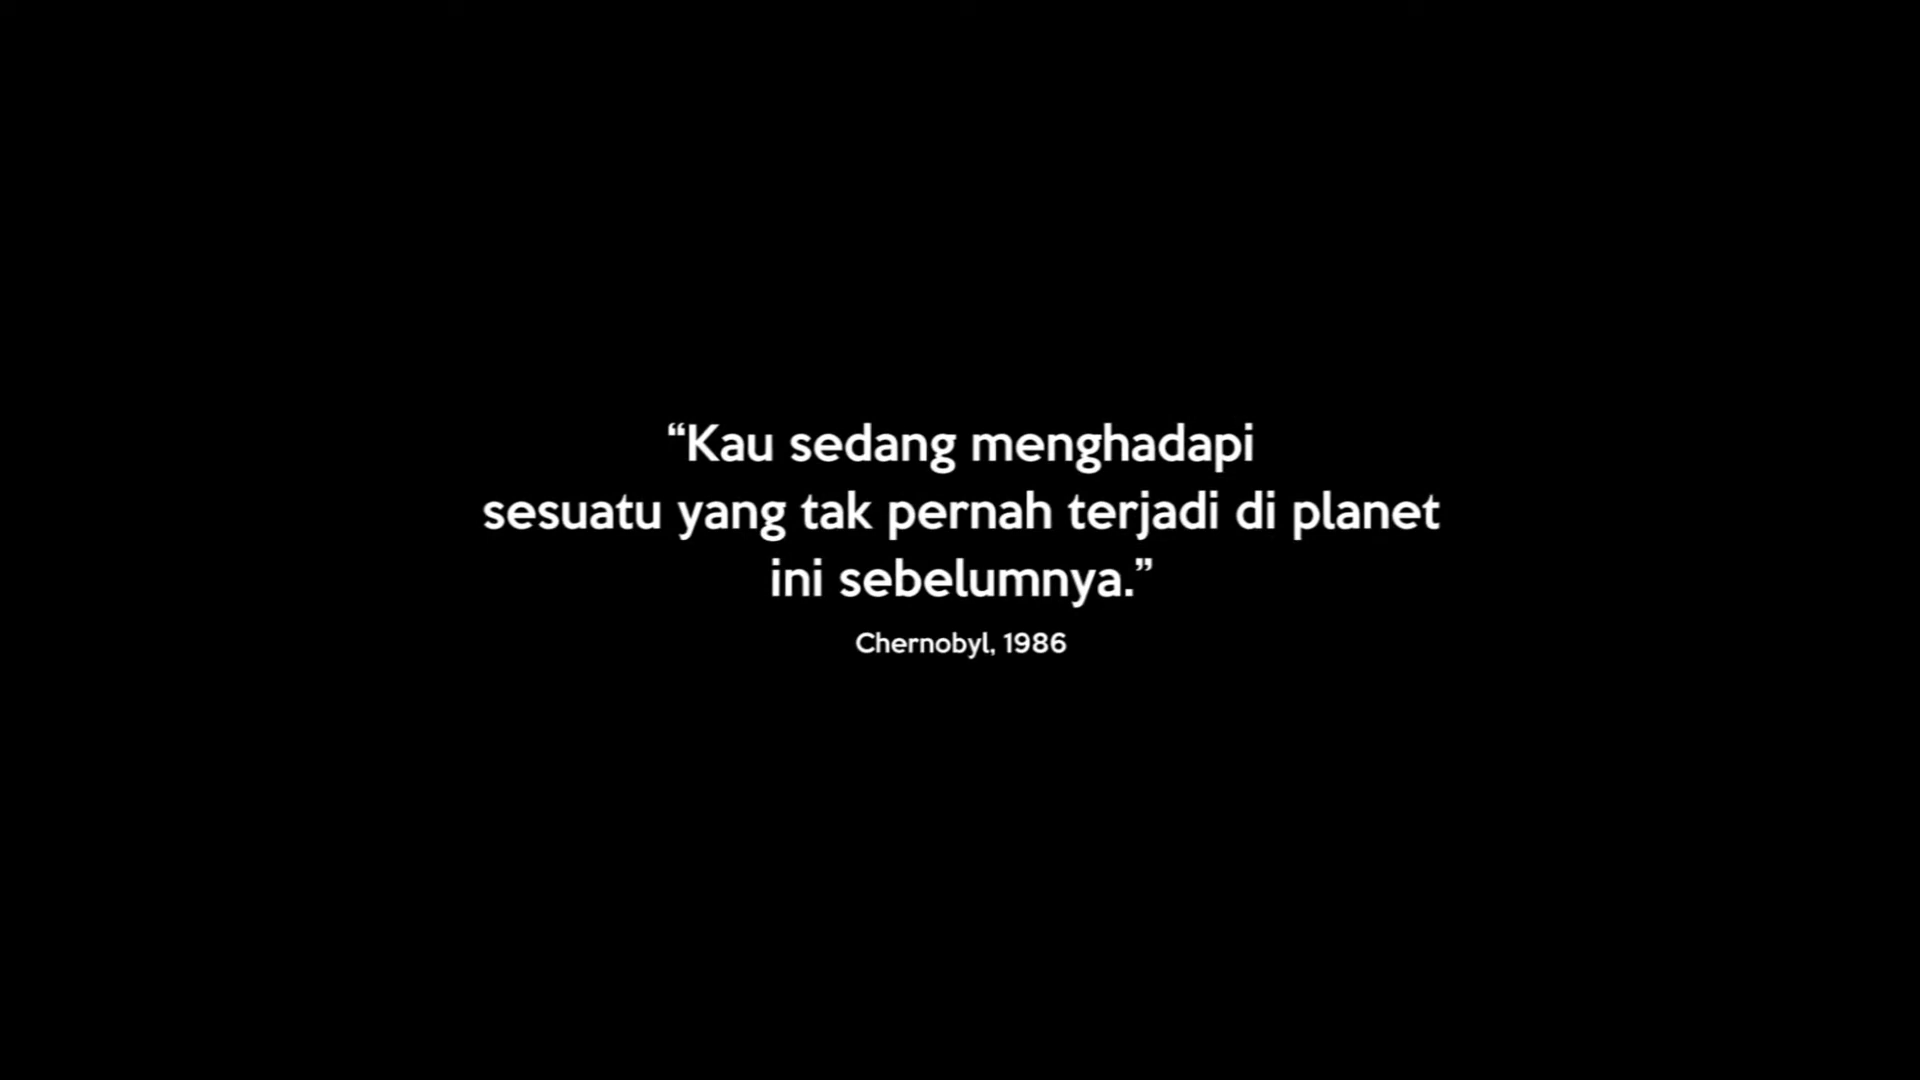 “Kau sedang menghadapi
sesuatu yang tak pernah terjadi di planet
ini sebelumnya.”
Chernobyl, 1986